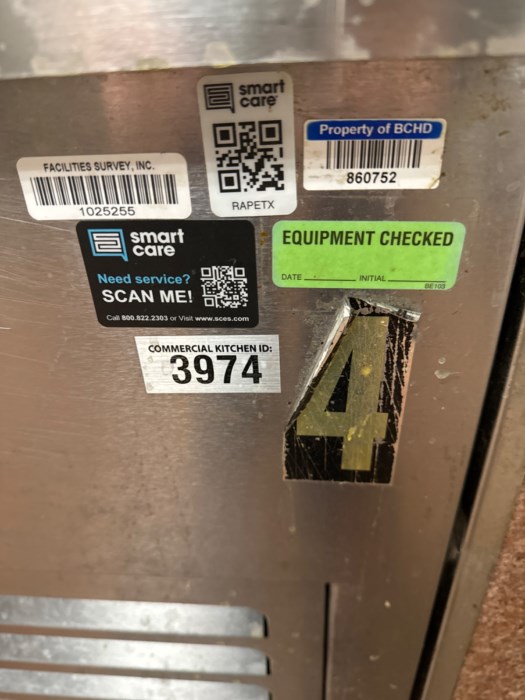 smart
care
RAPETX
Property of BCHD
860752
FACILITIES SURVEY, INC.
1025255
smart
care
Need service?
SCAN ME!
Call 800.822.2303 or Visit www.sces.com
EQUIPMENT CHECKED
DATE INITIAL
BE103
COMMERCIAL KITCHEN ID:
3974
4